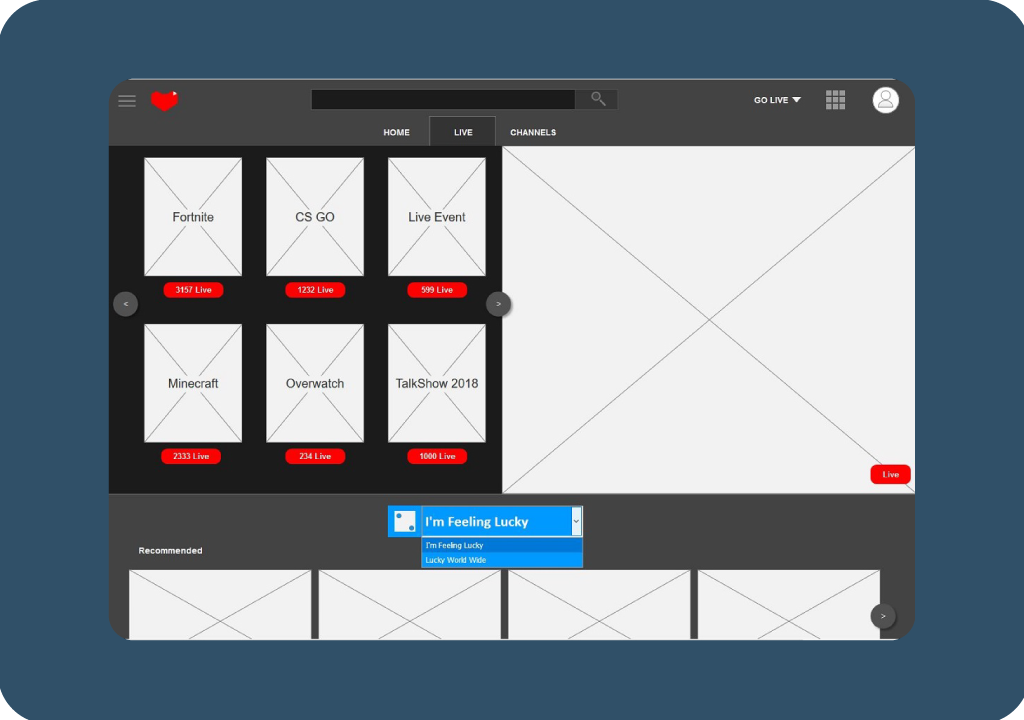 GO LIVE
HOME LIVE CHANNELS
Fortnite CS GO Live Event
3157 Live 1232 Live 599 Live
< >
Minecraft Overwatch TalkShow 2018
2333 Live 234 Live 1000 Live
Live
I'm Feeling Lucky
I'm Feeling Lucky
Lucky World Wide
Recommended
>